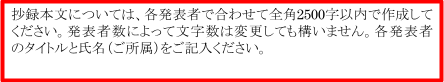 抄録本文については、各発表者で合わせて全角2500字以内で作成して
ください。発表者数によって文字数は変更しても構いません。各発表者
のタイトルと氏名（ご所属）をご記入ください。